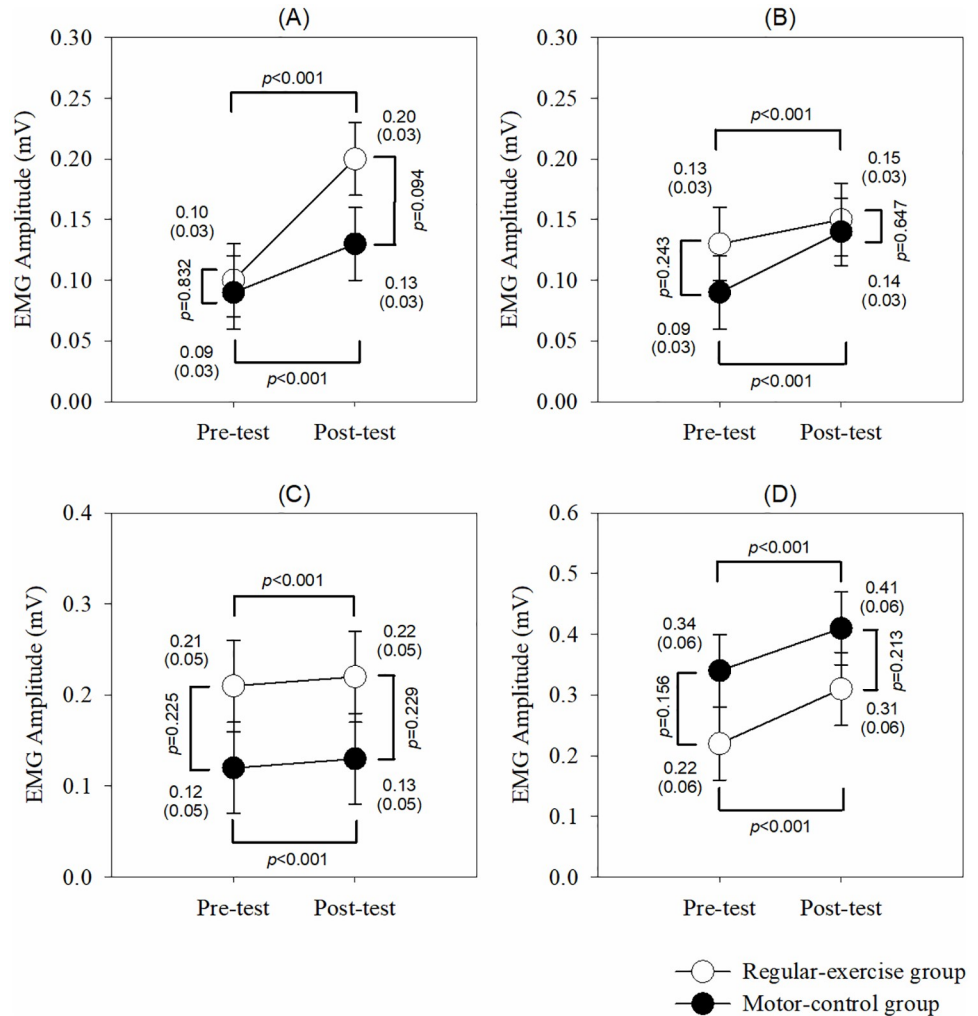 (A)
EMG Amplitude (mV)
0.30
0.25
0.20
0.15
0.10
0.05
0.00
p<0.001
0.20
(0.03)
p=0.094
0.10
(0.03)
p=0.832
0.13
(0.03)
0.09
(0.03)
p<0.001
Pre-test Post-test
(B)
EMG Amplitude (mV)
0.30
0.25
0.20
0.15
0.10
0.05
0.00
p<0.001
0.13
(0.03)
0.15
(0.03)
p=0.647
p=0.243
0.14
(0.03)
0.09
(0.03)
p<0.001
Pre-test Post-test
(C)
EMG Amplitude (mV)
0.4
0.3
0.2
0.1
0.0
p<0.001
0.21
(0.05)
0.22
(0.05)
p=0.225
p=0.229
0.12
(0.05)
0.13
(0.05)
p<0.001
Pre-test Post-test
(D)
EMG Amplitude (mV)
0.6
0.5
0.4
0.3
0.2
0.1
0.0
p<0.001
0.41
(0.06)
0.34
(0.06)
p=0.213
p=0.156
0.31
(0.06)
0.22
(0.06)
p<0.001
Pre-test Post-test
Regular-exercise group
Motor-control group